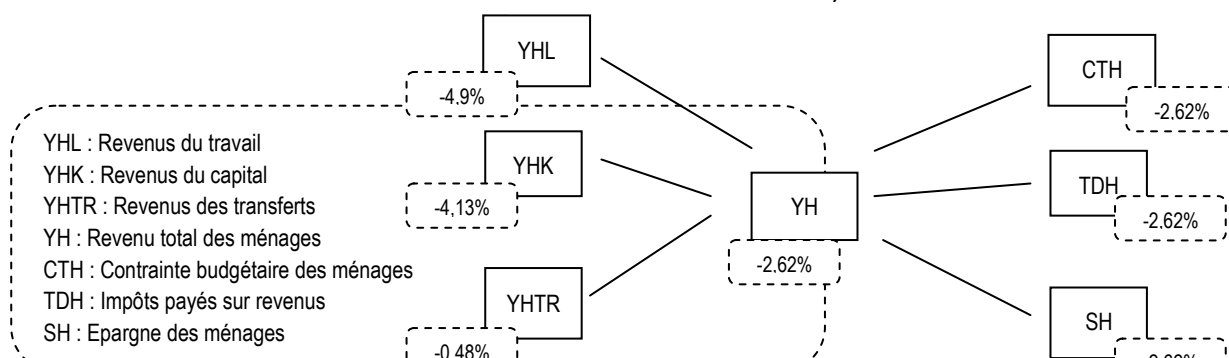 YHL
-4.9%
CTH
-2.62%
YHL : Revenus du travail
YHK : Revenus du capital
YHTR : Revenus des transferts
YH : Revenu total des ménages
CTH : Contrainte budgétaire des ménages
TDH : Impôts payés sur revenus
SH : Epargne des ménages
YHK
-4,13%
YH
-2.62%
TDH
-2.62%
YHTR
-0.48%
SH